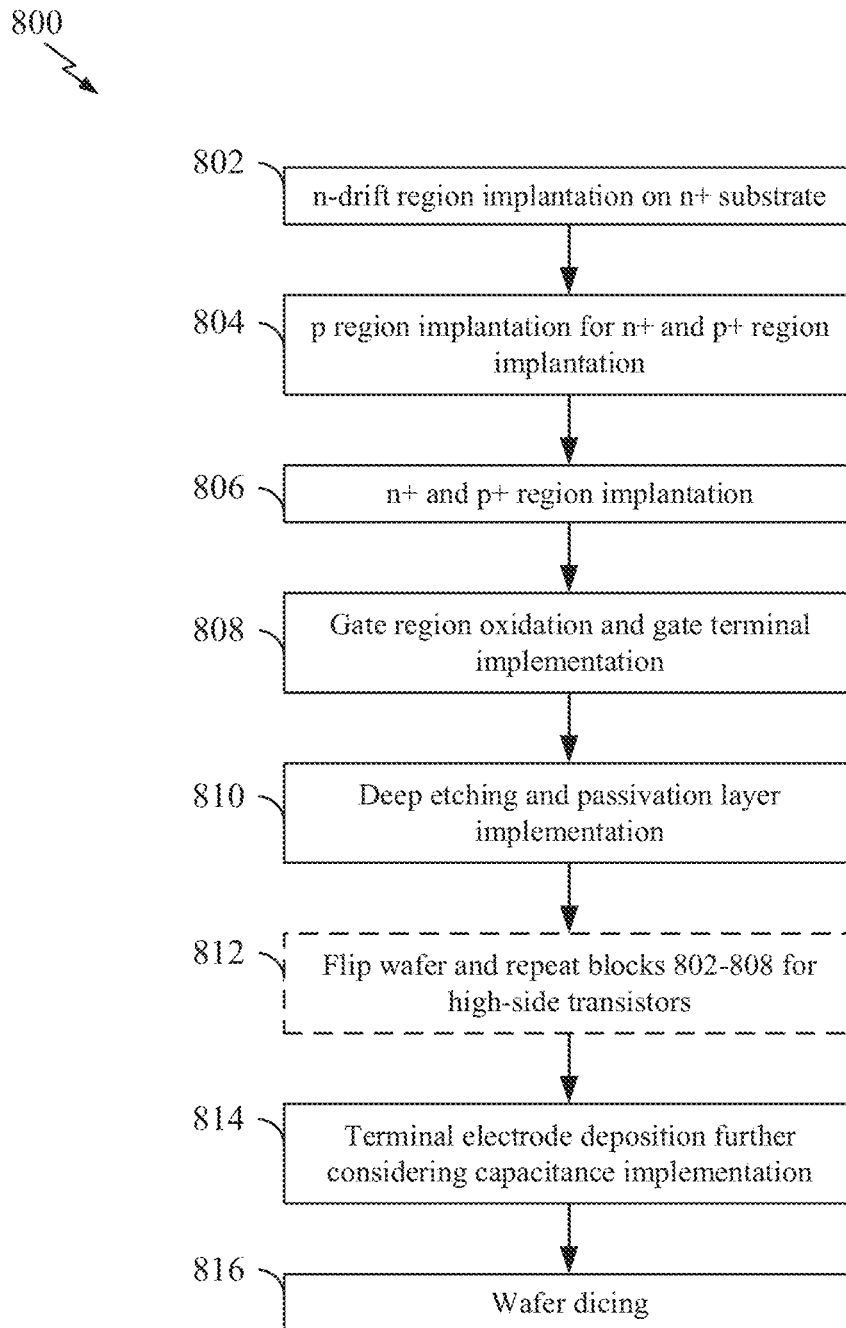 800
802
n-drift region implantation on n+ substrate
804
p region implantation for n+ and p+ region
implantation
806
n+ and p+ region implantation
808
Gate region oxidation and gate terminal
implementation
810
Deep etching and passivation layer
implementation
812
Flip wafer and repeat blocks 802-808 for
high-side transistors
814
Terminal electrode deposition further
considering capacitance implementation
816
Wafer dicing